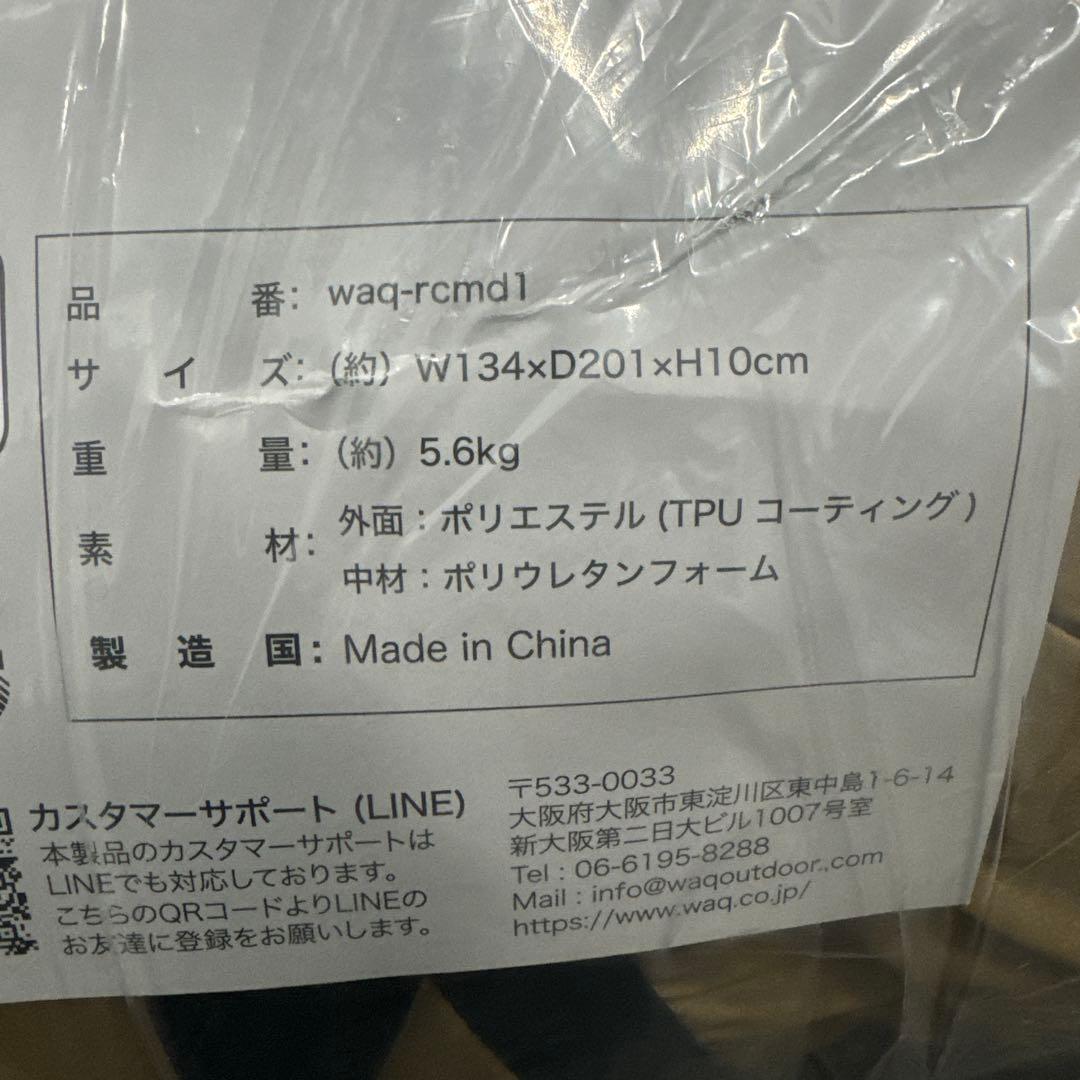 品番: waq-rcmd1
サイズ:(約) W134×D201×H10cm
重量:(約) 5.6kg
素材: 外面:ポリエステル (TPU コーティング)
中材:ポリウレタンフォーム
製造国: Made in China
カスタマーサポート (LINE)
本製品のカスタマーサポートは
LINEでも対応しております。
こちらのQRコードよりLINEの
お友達に登録をお願いします。
〒533-0033
大阪府大阪市東淀川区東中島1-6-14
新大阪第二日大ビル1007号室
Tel : 06-6195-8288
Mail : info@waqoutdoor.com
https://www.waq.co.jp/